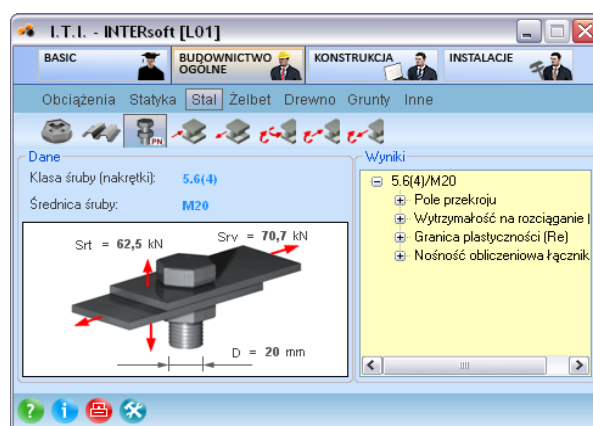 I.T.I. - INTERsoft [L01]
BASIC
BUDOWNICTWO OGÓLNE
KONSTRUKCJA
INSTALACJE
Obciążenia Statyka Stal Żelbet Drewno Grunty Inne
PN
Dane
Klasa śruby (nakrętki): 5.6(4)
Średnica śruby: M20
Srt = 62,5 kN
Srv = 70,7 kN
D = 20 mm
Wyniki
5.6(4)/M20
Pole przekroju
Wytrzymałość na rozciąganie (
Granica plastyczności (Re)
Nośność obliczeniowa łącznik